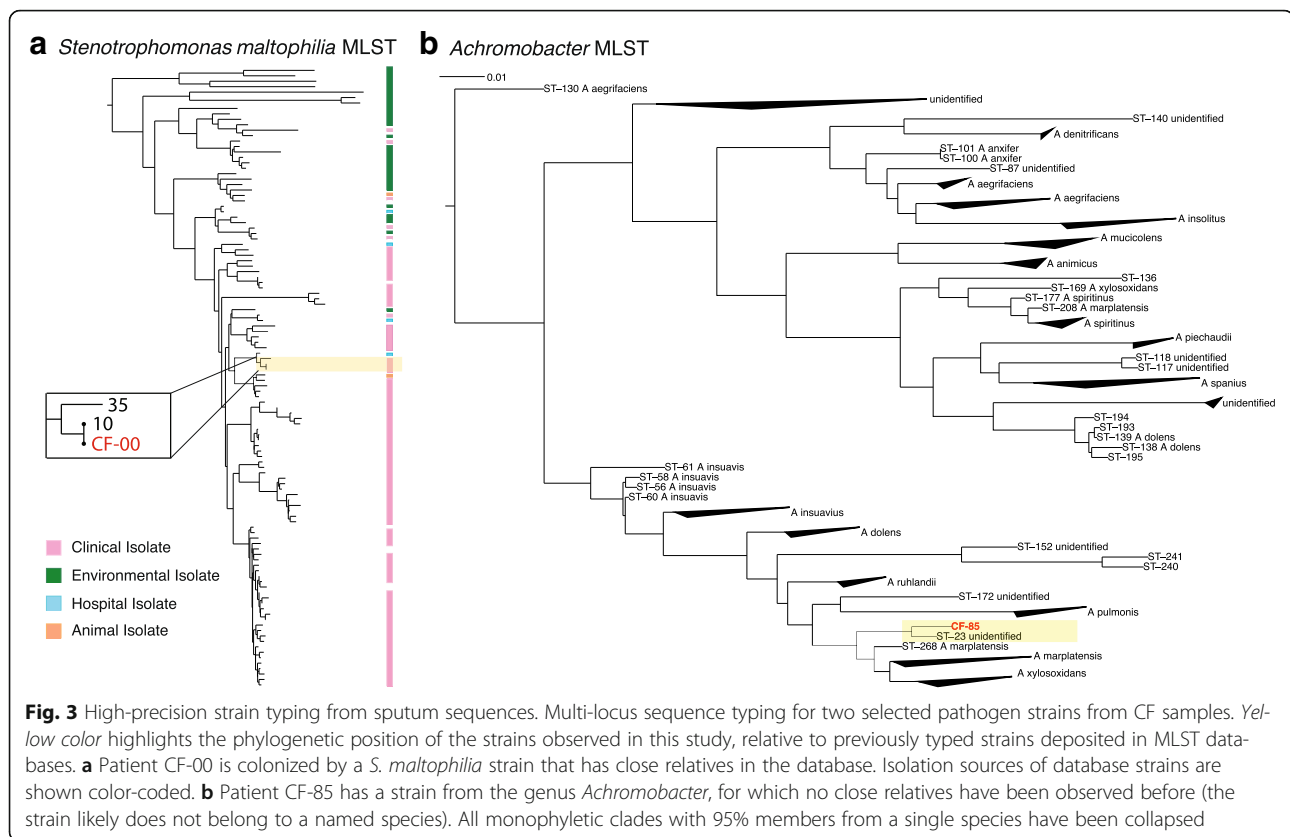 a Stenotrophomonas maltophilia MLST
b Achromobacter MLST
0.01
ST–130 A aegrifaciens
unidentified
ST–140 unidentified
A denitrificans
ST–101 A anxifer
ST–100 A anxifer
ST–87 unidentified
A aegrifaciens
A aegrifaciens
A insolitus
A mucicolens
A animicus
ST–136
ST–169 A xylosoxidans
ST–177 A spiritinus
ST–208 A marplatensis
A spiritinus
A piechaudii
ST–118 unidentified
ST–117 unidentified
A spanius
unidentified
ST–194
ST–193
ST–139 A dolens
ST–138 A dolens
ST–195
ST–61 A insuavis
ST–58 A insuavis
ST–56 A insuavis
ST–60 A insuavis
A insuavius
A dolens
ST–152 unidentified
ST–241
ST–240
A ruhlandii
ST–172 unidentified
A pulmonis
CF-85
ST–23 unidentified
ST–268 A marplatensis
A marplatensis
A xylosoxidans
35
10
CF-00
Clinical Isolate
Environmental Isolate
Hospital Isolate
Animal Isolate
Fig. 3 High-precision strain typing from sputum sequences. Multi-locus sequence typing for two selected pathogen strains from CF samples. Yel-
low color highlights the phylogenetic position of the strains observed in this study, relative to previously typed strains deposited in MLST data-
bases. a Patient CF-00 is colonized by a S. maltophilia strain that has close relatives in the database. Isolation sources of database strains are
shown color-coded. b Patient CF-85 has a strain from the genus Achromobacter, for which no close relatives have been observed before (the
strain likely does not belong to a named species). All monophyletic clades with 95% members from a single species have been collapsed